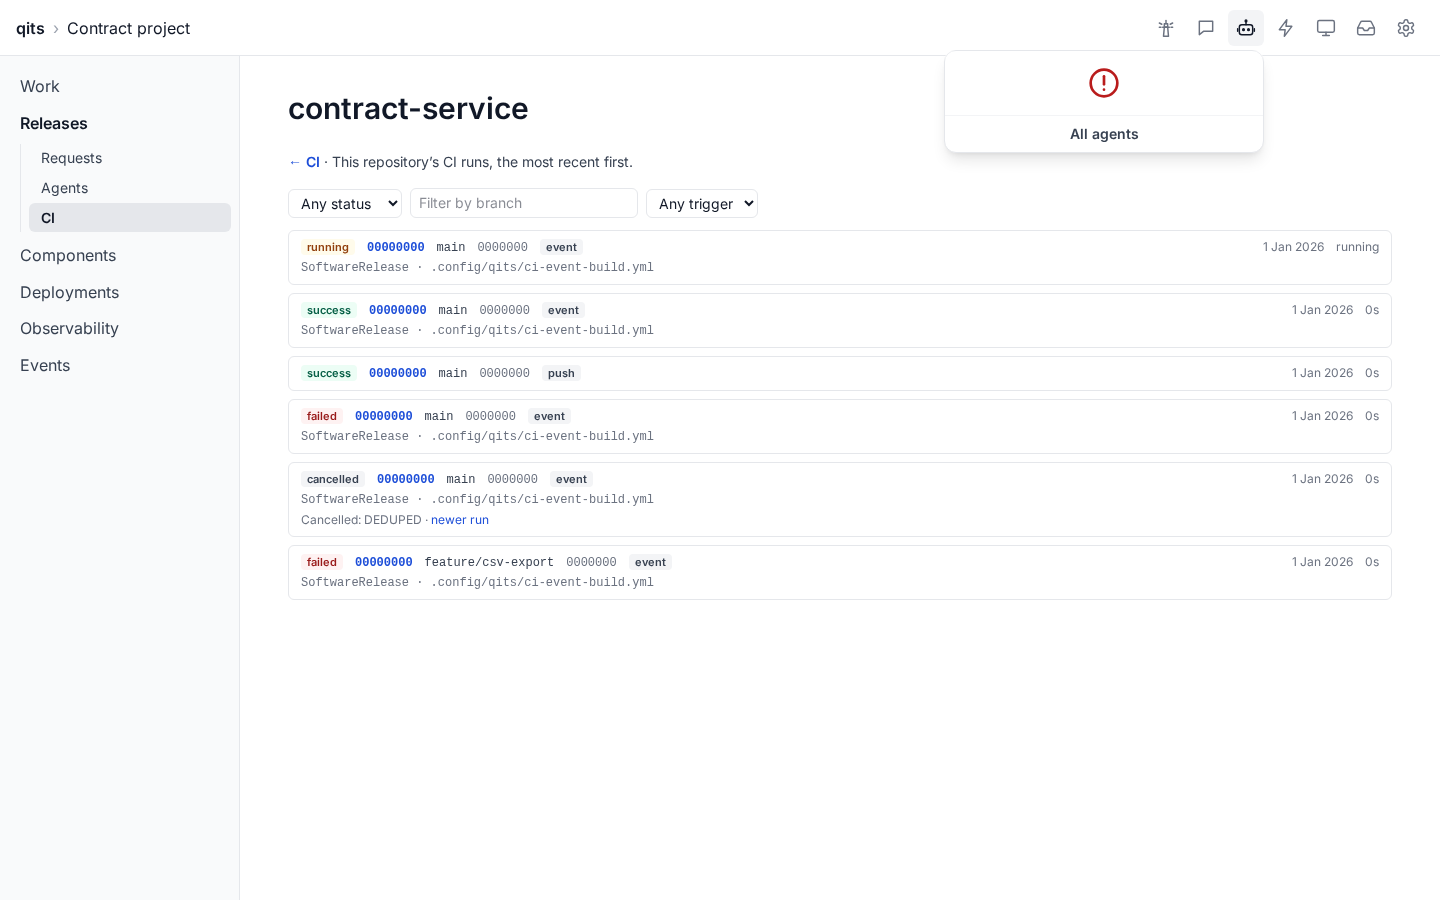 qits › Contract project
All agents
Work
Releases
Requests
Agents
CI
Components
Deployments
Observability
Events
contract-service
← CI · This repository’s CI runs, the most recent first.
Any status Filter by branch Any trigger
running 00000000 main 0000000 event 1 Jan 2026 running
SoftwareRelease · .config/qits/ci-event-build.yml
success 00000000 main 0000000 event 1 Jan 2026 0s
SoftwareRelease · .config/qits/ci-event-build.yml
success 00000000 main 0000000 push 1 Jan 2026 0s
failed 00000000 main 0000000 event 1 Jan 2026 0s
SoftwareRelease · .config/qits/ci-event-build.yml
cancelled 00000000 main 0000000 event 1 Jan 2026 0s
SoftwareRelease · .config/qits/ci-event-build.yml
Cancelled: DEDUPED · newer run
failed 00000000 feature/csv-export 0000000 event 1 Jan 2026 0s
SoftwareRelease · .config/qits/ci-event-build.yml